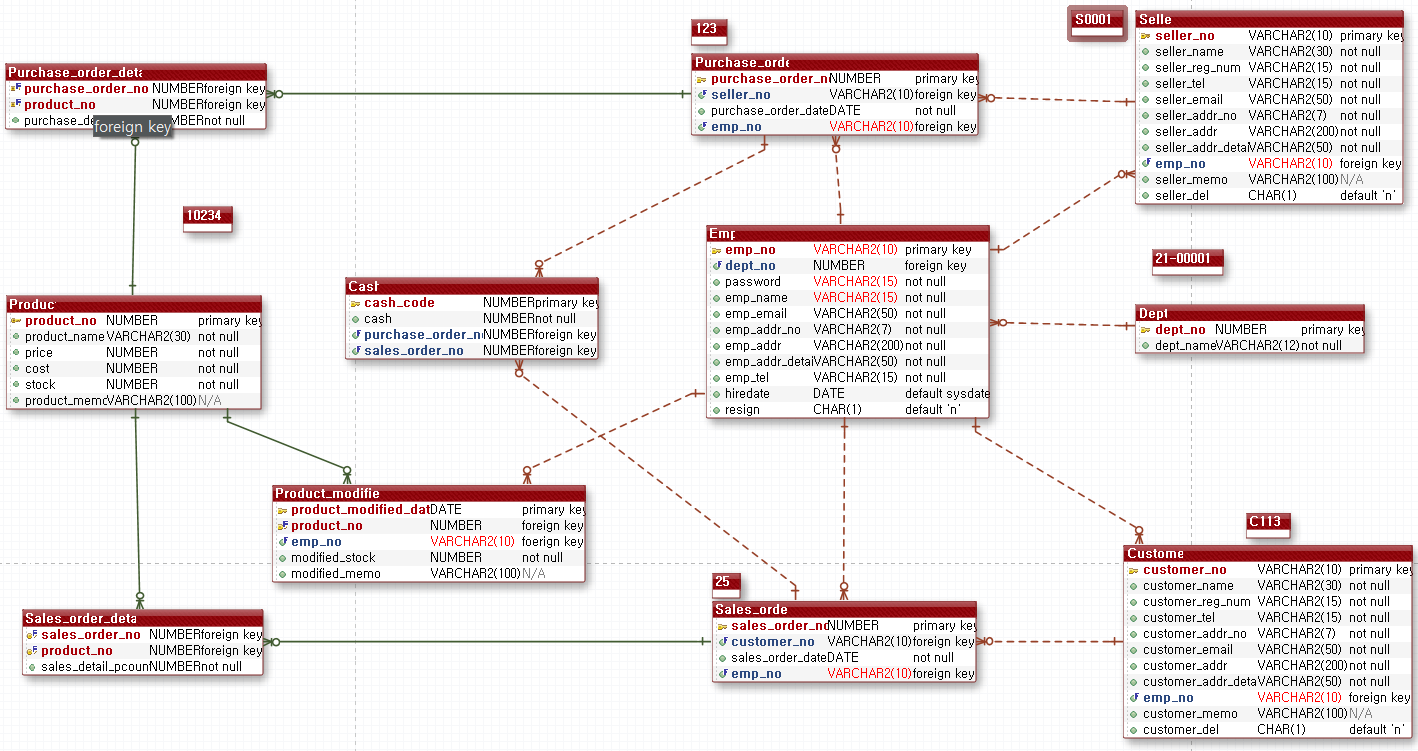 Purchase_order_deta
purchase_order_no NUMBER foreign key
product_no NUMBER foreign key
purchase_de MBER not null
foreign key
123
Purchase_orde
purchase_order_n NUMBER primary key
seller_no VARCHAR2(10) foreign key
purchase_order_date DATE not null
emp_no VARCHAR2(10) foreign key
S0001
Selle
seller_no VARCHAR2(10) primary key
seller_name VARCHAR2(30) not null
seller_reg_num VARCHAR2(15) not null
seller_tel VARCHAR2(15) not null
seller_email VARCHAR2(50) not null
seller_addr_no VARCHAR2(7) not null
seller_addr VARCHAR2(200) not null
seller_addr_detai VARCHAR2(50) not null
emp_no VARCHAR2(10) foreign key
seller_memo VARCHAR2(100) N/A
seller_del CHAR(1) default 'n'
10234
Produc
product_no NUMBER primary key
product_name VARCHAR2(30) not null
price NUMBER not null
cost NUMBER not null
stock NUMBER not null
product_memo VARCHAR2(100) N/A
Cash
cash_code NUMBER primary key
cash NUMBER not null
purchase_order_n NUMBER foreign key
sales_order_no NUMBER foreign key
Emp
emp_no VARCHAR2(10) primary key
dept_no NUMBER foreign key
password VARCHAR2(15) not null
emp_name VARCHAR2(15) not null
emp_email VARCHAR2(50) not null
emp_addr_no VARCHAR2(7) not null
emp_addr VARCHAR2(200) not null
emp_addr_detai VARCHAR2(50) not null
emp_tel VARCHAR2(15) not null
hiredate DATE default sysdate
resign CHAR(1) default 'n'
21-00001
Dept
dept_no NUMBER primary key
dept_name VARCHAR2(12) not null
Product_modifie
product_modified_dat DATE primary key
product_no NUMBER foreign key
emp_no VARCHAR2(10) foerign key
modified_stock NUMBER not null
modified_memo VARCHAR2(100) N/A
Sales_order_deta
sales_order_no NUMBER foreign key
product_no NUMBER foreign key
sales_detail_pcoun NUMBER not null
25
Sales_orde
sales_order_no NUMBER primary key
customer_no VARCHAR2(10) foreign key
sales_order_date DATE not null
emp_no VARCHAR2(10) foreign key
C113
Custome
customer_no VARCHAR2(10) primary key
customer_name VARCHAR2(30) not null
customer_reg_num VARCHAR2(15) not null
customer_tel VARCHAR2(15) not null
customer_addr_no VARCHAR2(7) not null
customer_email VARCHAR2(50) not null
customer_addr VARCHAR2(200) not null
customer_addr_deta VARCHAR2(50) not null
emp_no VARCHAR2(10) foreign key
customer_memo VARCHAR2(100) N/A
customer_del CHAR(1) default 'n'